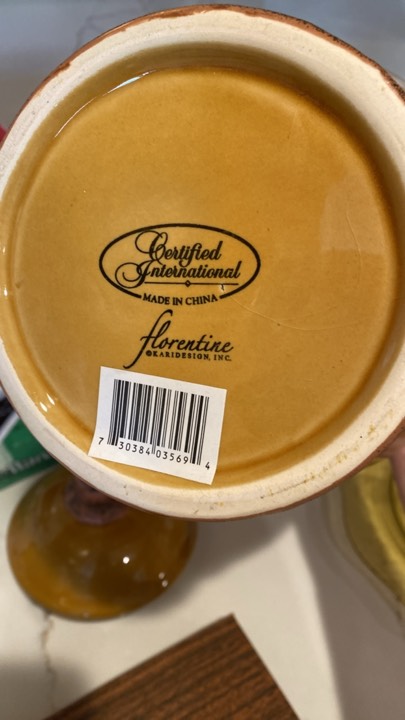 Certified
International
MADE IN CHINA
florentine
©KARIDESIGN, INC.
7 30384 03569 4